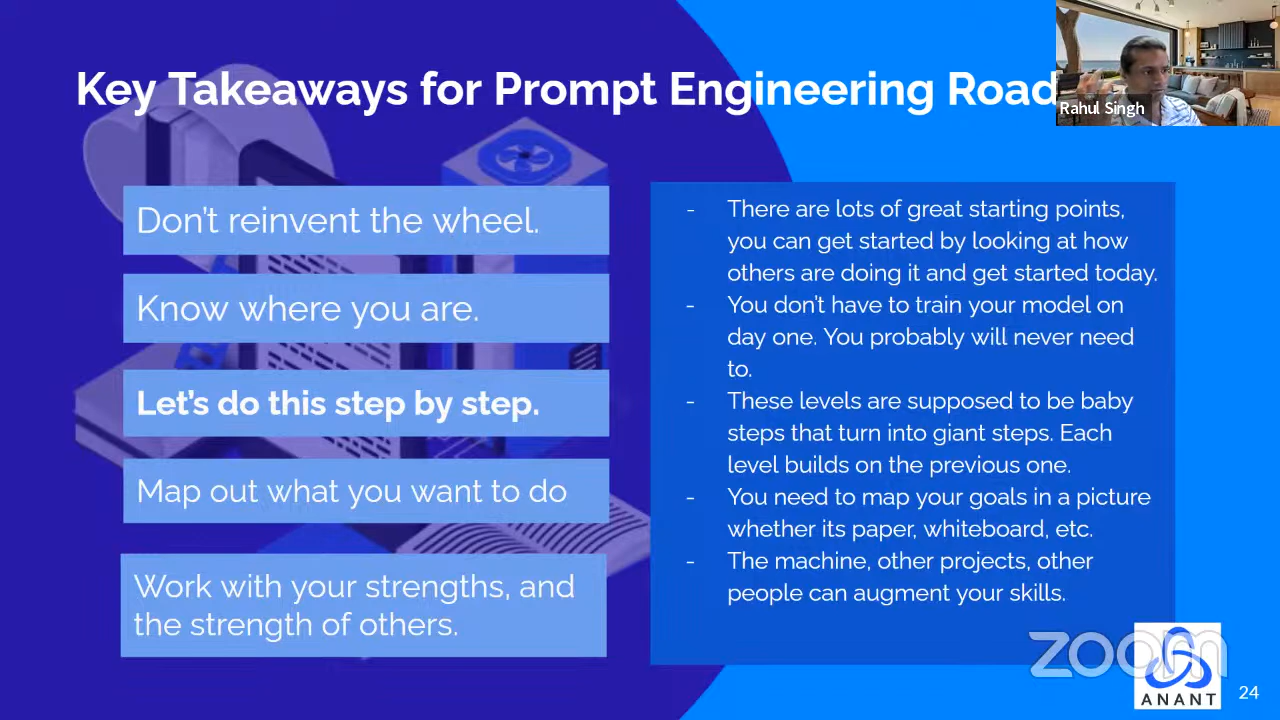 Key Takeaways for Prompt Engineering Road
Rahul Singh
Don't reinvent the wheel.
Know where you are.
Let's do this step by step.
Map out what you want to do
Work with your strengths, and
the strength of others.
- There are lots of great starting points,
you can get started by looking at how
others are doing it and get started today.
- You don't have to train your model on
day one. You probably will never need
to.
- These levels are supposed to be baby
steps that turn into giant steps. Each
level builds on the previous one.
- You need to map your goals in a picture
whether its paper, whiteboard, etc.
- The machine, other projects, other
people can augment your skills.
zoom
ANANT
24